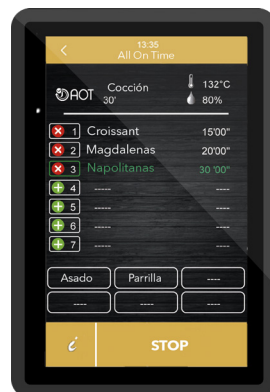 13:35
All On Time
AOT Cocción 132°C
30' 80%
1 Croissant 15'00"
2 Magdalenas 20'00"
3 Napolitanas 30 '00"
4 ----- ----
5 ----- ----
6 ----- ----
7 ----- ----
Asado Parrilla ----
---- ---- ----
i STOP